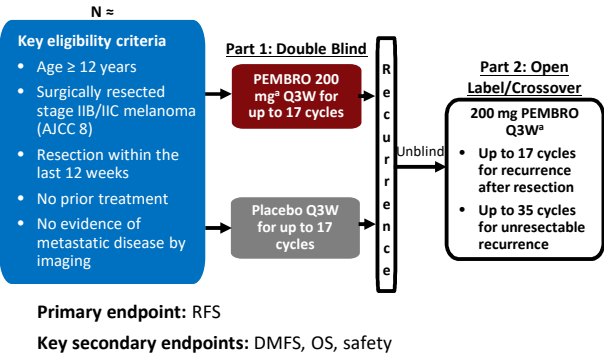 N ≈
Key eligibility criteria
• Age ≥ 12 years
• Surgically resected
stage IIB/IIC melanoma
(AJCC 8)
• Resection within the
last 12 weeks
• No prior treatment
• No evidence of
metastatic disease by
imaging
Part 1: Double Blind
PEMBRO 200
mgᵃ Q3W for
up to 17 cycles
Placebo Q3W
for up to 17
cycles
Recurrence
Unblind
Part 2: Open
Label/Crossover
200 mg PEMBRO
Q3Wᵃ
• Up to 17 cycles
for recurrence
after resection
• Up to 35 cycles
for unresectable
recurrence
Primary endpoint: RFS
Key secondary endpoints: DMFS, OS, safety